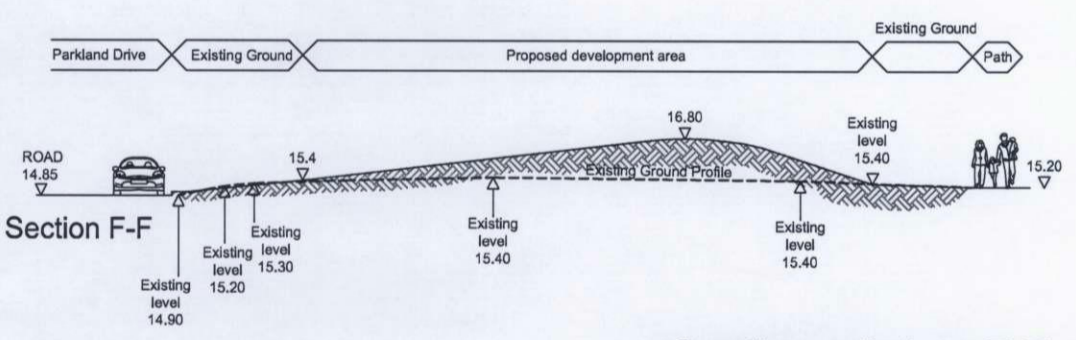 Existing Ground
Parkland Drive
Existing Ground
Proposed development area
Path
16.80
Existing
level
15.40
ROAD
14.85
15.4
15.20
Existing Ground Profile
Section F-F
Existing
level
15.30
Existing
level
15.20
Existing
level
14.90
Existing
level
15.40
Existing
level
15.40